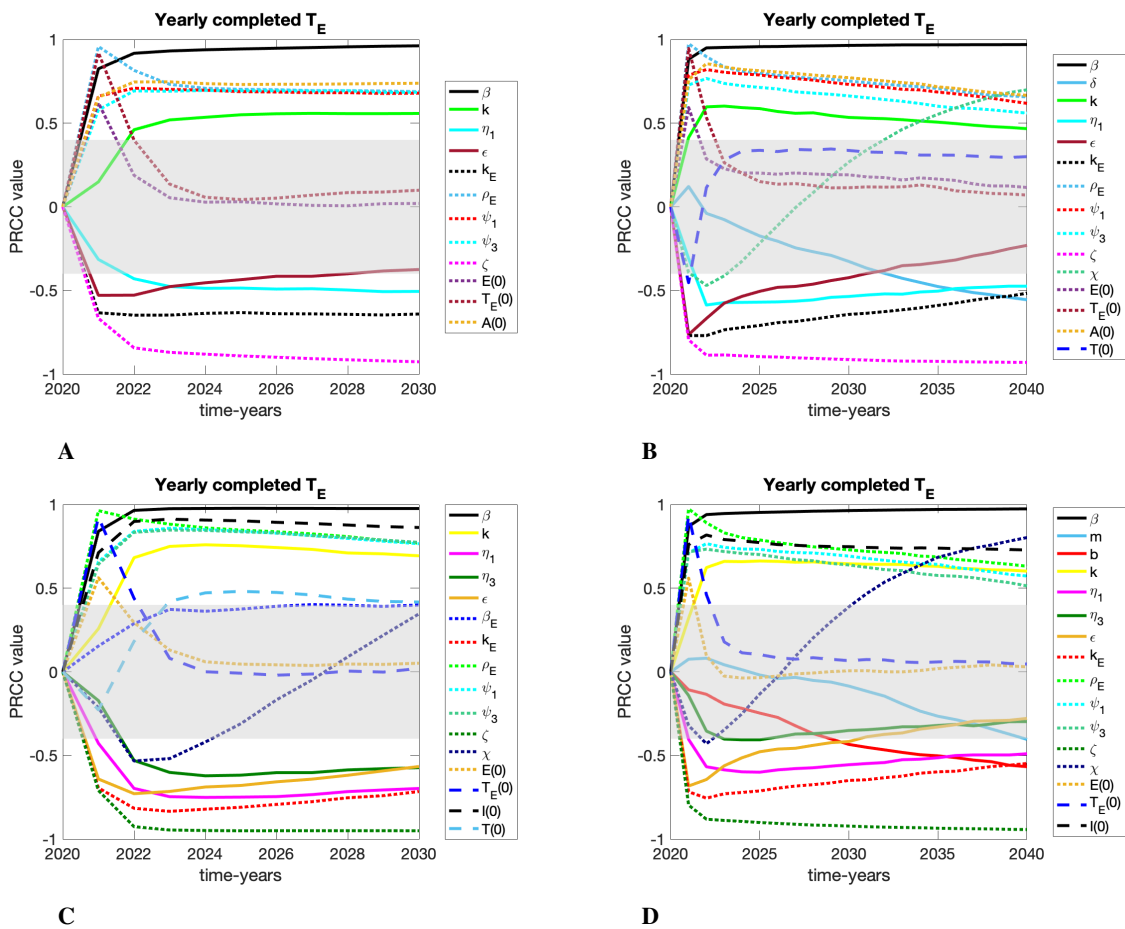 Yearly completed T_E
PRCC value
1
0.5
0
-0.5
-1
2020
2022
2024
2026
2028
2030
time-years
β
k
η_1
ϵ
k_E
ρ_E
ψ_1
ψ_3
ζ
E(0)
T_E(0)
A(0)
A
Yearly completed T_E
PRCC value
1
0.5
0
-0.5
-1
2020
2025
2030
2035
2040
time-years
β
δ
k
η_1
ϵ
k_E
ρ_E
ψ_1
ψ_3
ζ
χ
E(0)
T_E(0)
A(0)
T(0)
B
Yearly completed T_E
PRCC value
1
0.5
0
-0.5
-1
2020
2022
2024
2026
2028
2030
time-years
β
k
η_1
η_3
ϵ
β_E
k_E
ρ_E
ψ_1
ψ_3
ζ
χ
E(0)
T_E(0)
I(0)
T(0)
C
Yearly completed T_E
PRCC value
1
0.5
0
-0.5
-1
2020
2025
2030
2035
2040
time-years
β
m
b
k
η_1
η_3
ϵ
k_E
ρ_E
ψ_1
ψ_3
ζ
χ
E(0)
T_E(0)
I(0)
D